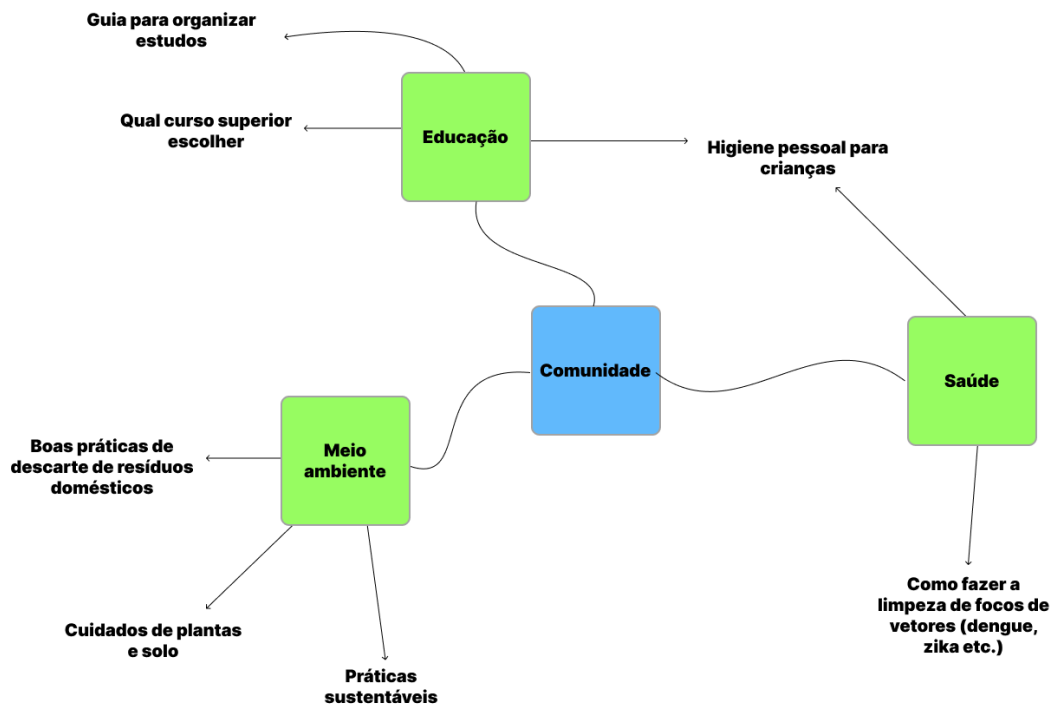 Guia para organizar
estudos
Qual curso superior
escolher
Educação
Higiene pessoal para
crianças
Comunidade
Saúde
Meio
ambiente
Boas práticas de
descarte de resíduos
domésticos
Cuidados de plantas
e solo
Práticas
sustentáveis
Como fazer a
limpeza de focos de
vetores (dengue,
zika etc.)